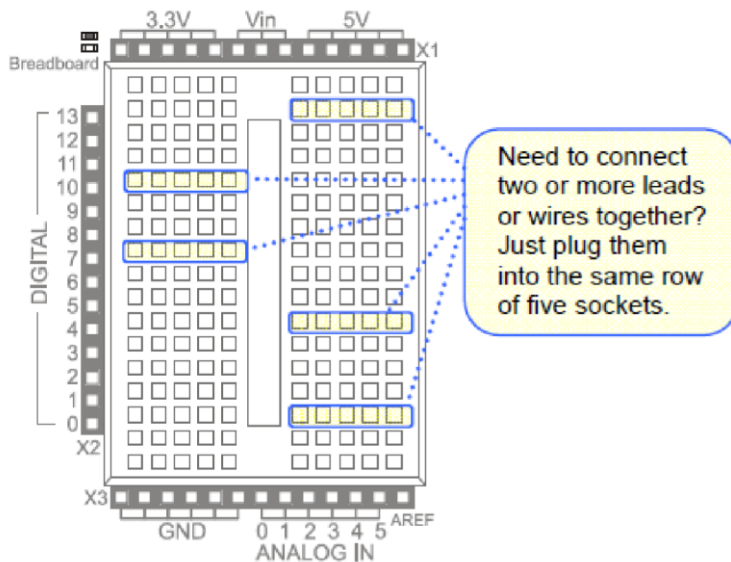 3.3V Vin 5V
X1
Breadboard
13
12
11
10
9
8
7
6
5
4
3
2
1
0
DIGITAL
X2
Need to connect
two or more leads
or wires together?
Just plug them
into the same row
of five sockets.
X3
GND 0 1 2 3 4 5 AREF
ANALOG IN